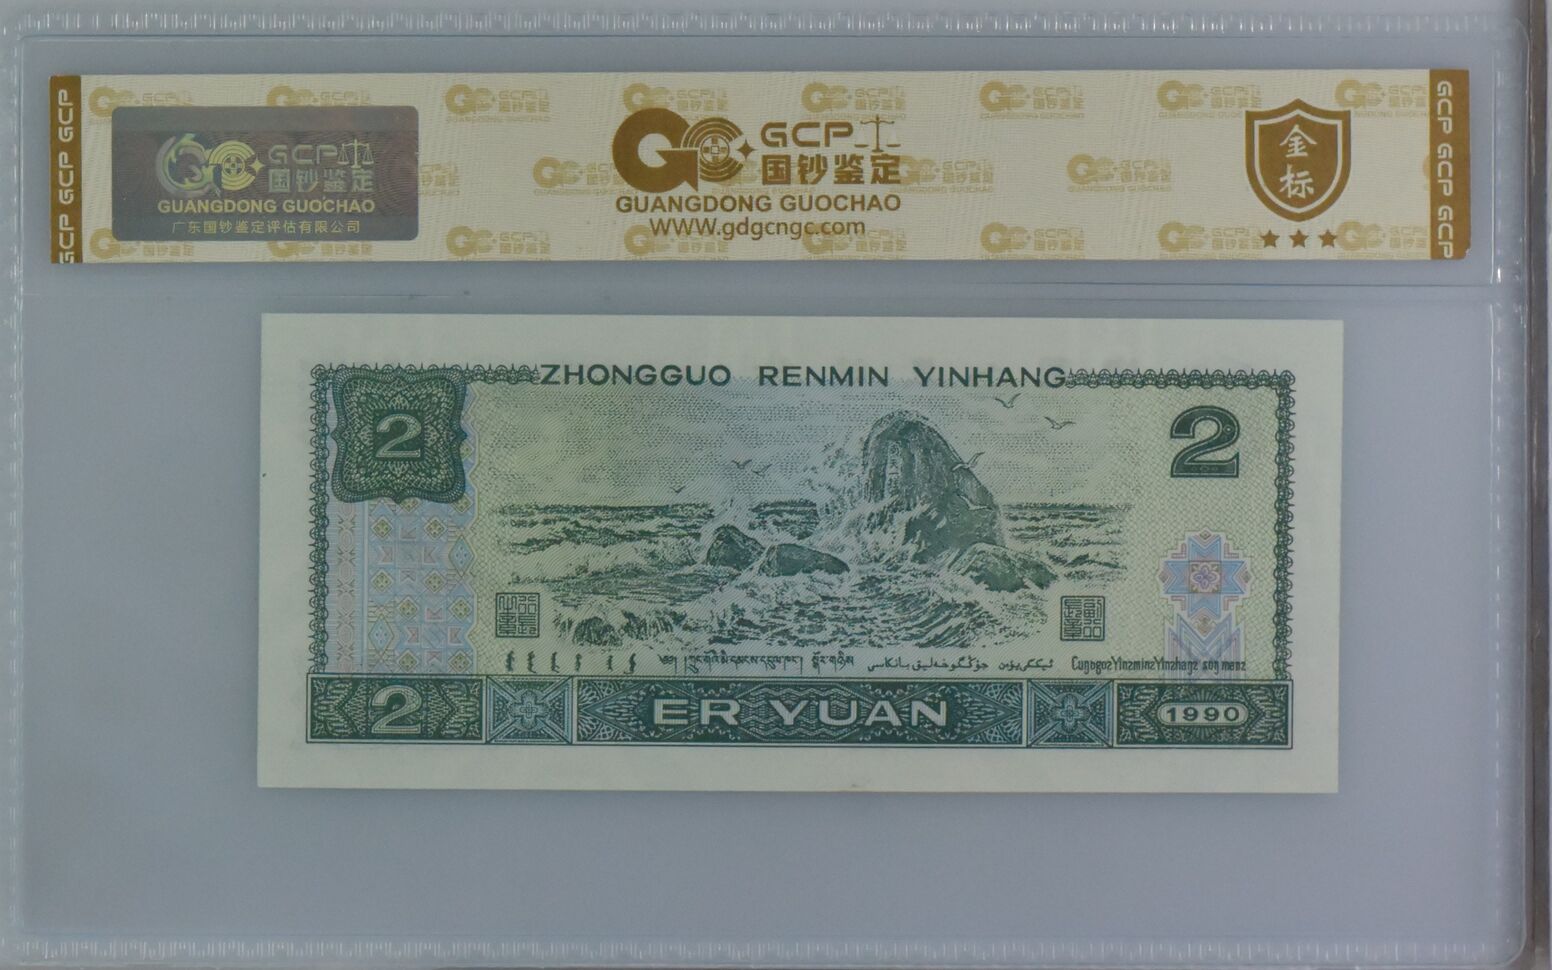 GCP GCP GCP
GCP
国钞鉴定
GUANGDONG GUOCHAO
广东国钞鉴定评估有限公司
GCP
国钞鉴定
GUANGDONG GUOCHAO
WWW.gdgcngc.com
金标
GCP GCP GCP
ZHONGGUO RENMIN YINHANG
2
2
2
ER YUAN
1990